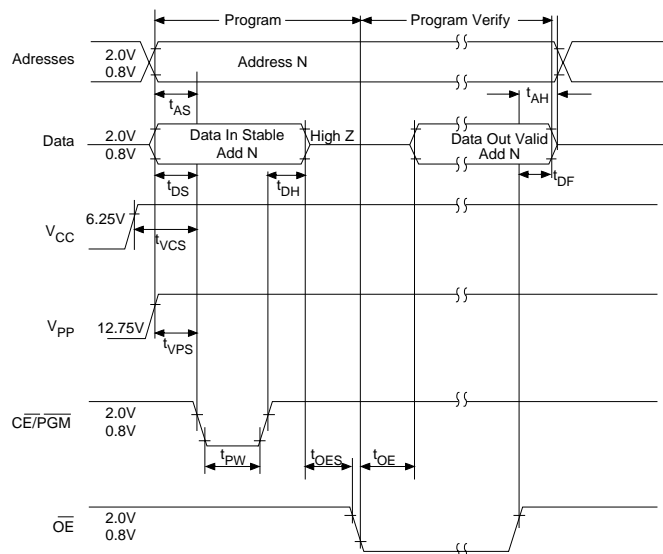 Program
Program Verify
Adresses
2.0V
0.8V
Address N
tAS
tAH
Data
2.0V
0.8V
Data In Stable
Add N
High Z
Data Out Valid
Add N
tDS
tDH
tDF
VCC
6.25V
tVCS
VPP
12.75V
tVPS
CE/PGM
2.0V
0.8V
tPW
tOES
tOE
OE
2.0V
0.8V